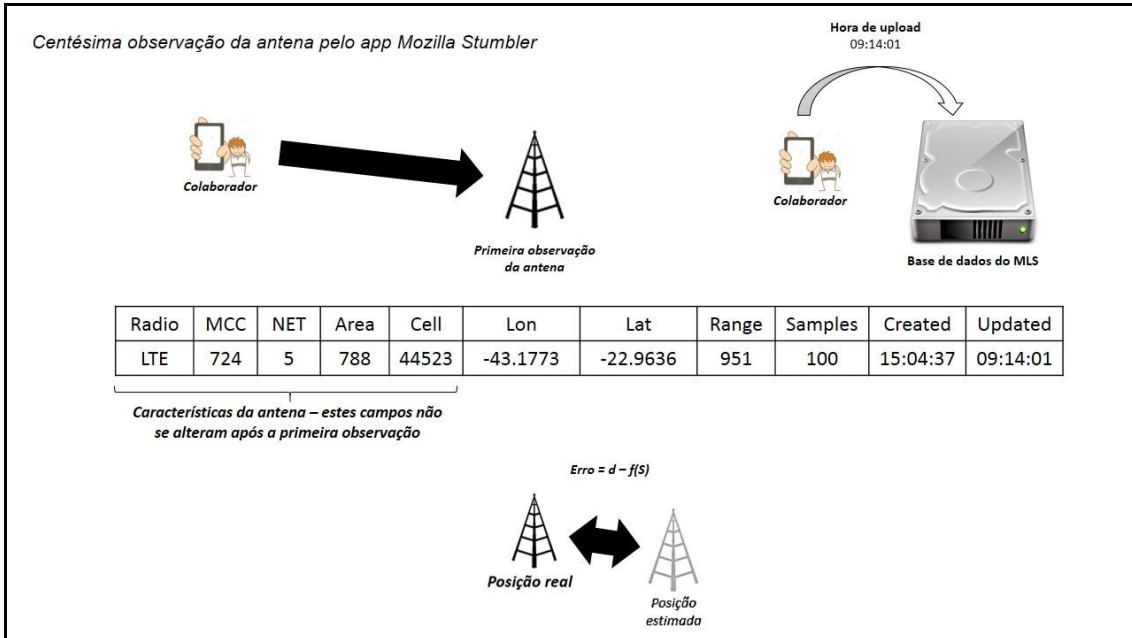 Centésima observação da antena pelo app Mozilla Stumbler
Hora de upload
09:14:01
Colaborador
Primeira observação
da antena
Colaborador
Base de dados do MLS
Radio MCC NET Area Cell Lon Lat Range Samples Created Updated
LTE 724 5 788 44523 -43.1773 -22.9636 951 100 15:04:37 09:14:01
Características da antena – estes campos não
se alteram após a primeira observação
Erro = d – f(S)
Posição real
Posição
estimada